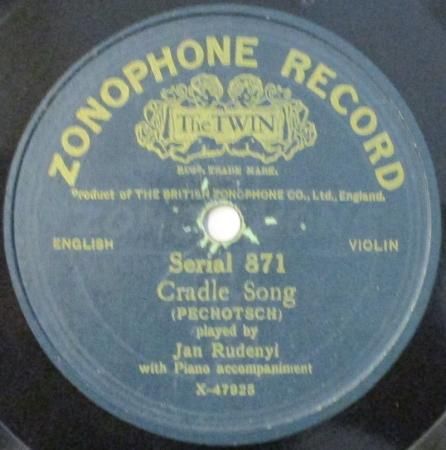 ZONOPHONE RECORD
The TWIN
REGD. TRADE MARK.
Product of THE BRITISH ZONOPHONE CO., Ltd., England.
ENGLISH
VIOLIN
Serial 871
Cradle Song
(PECHOTSCH)
played by
Jan Rudenyi
with Piano accompaniment
X-47925